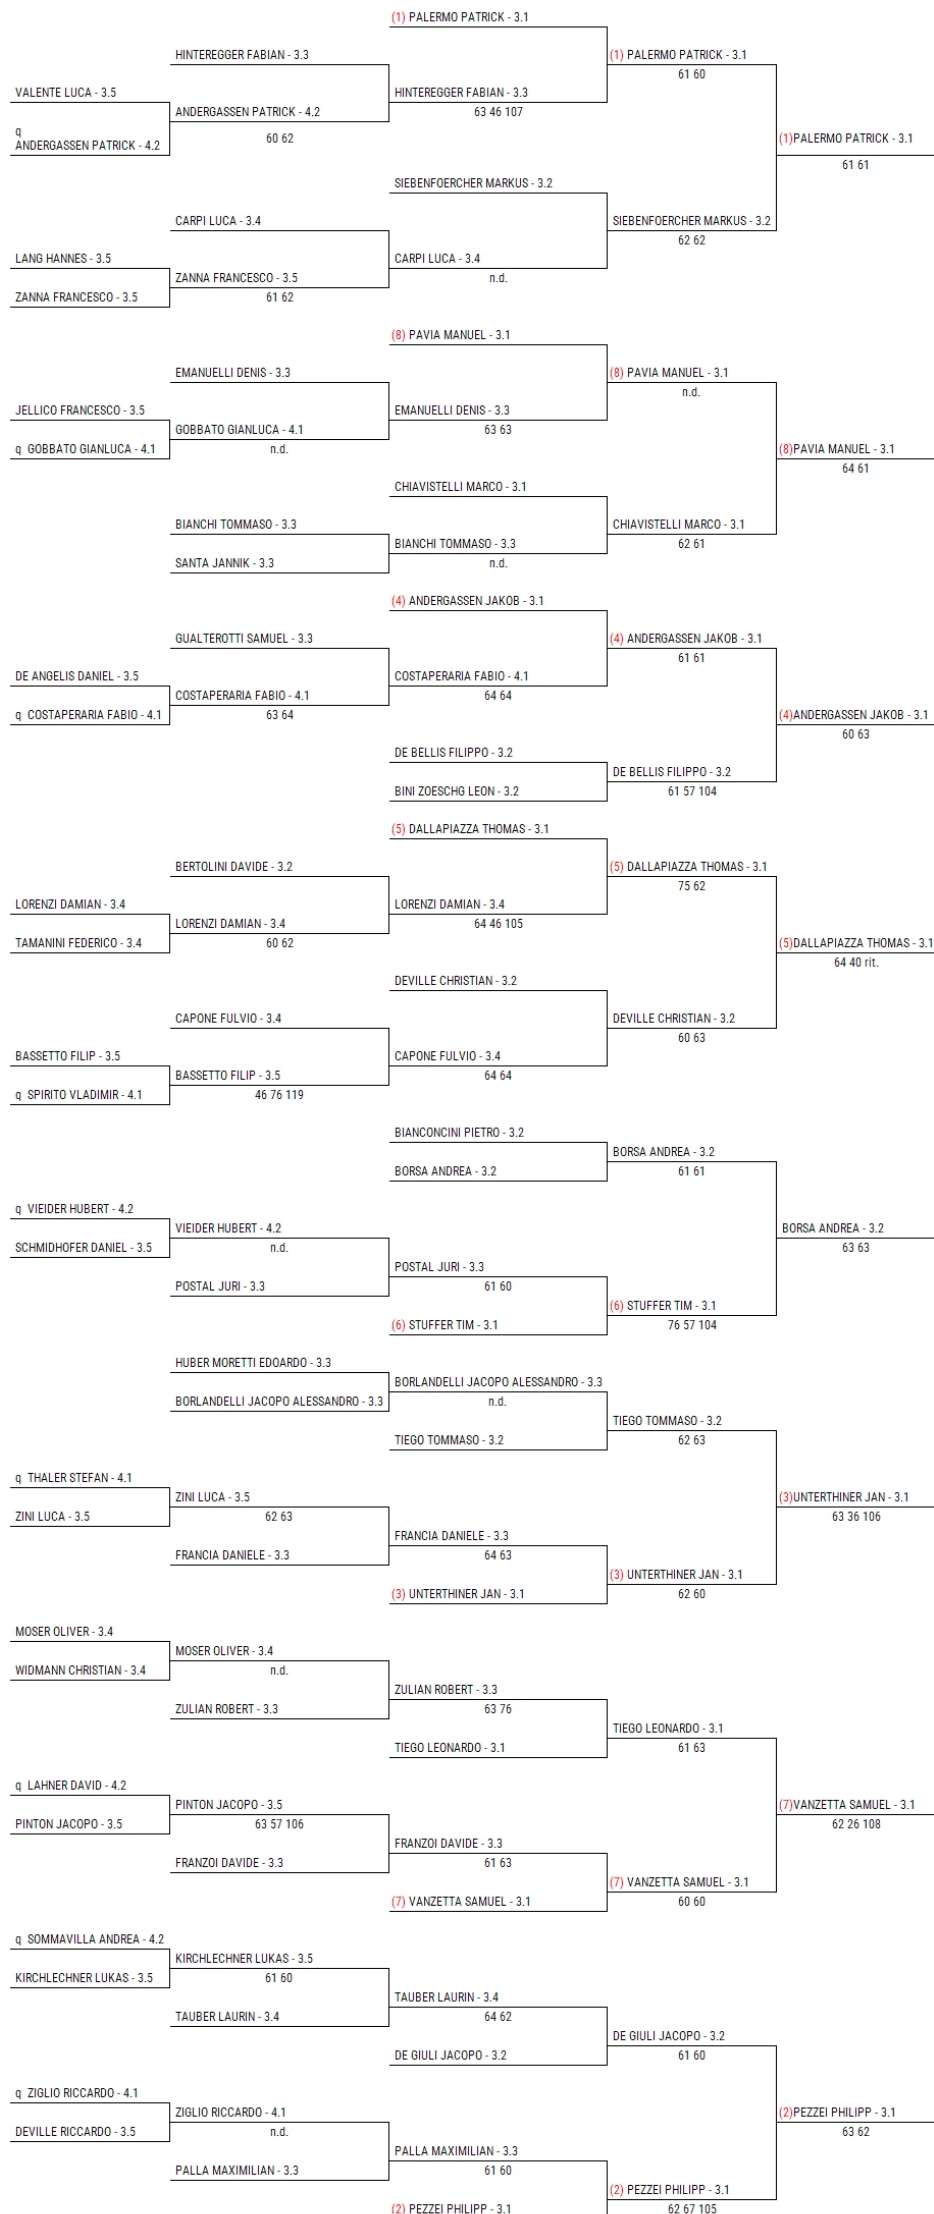 (1) PALERMO PATRICK - 3.1
HINTEREGGER FABIAN - 3.3
(1) PALERMO PATRICK - 3.1
61 60
VALENTE LUCA - 3.5
HINTEREGGER FABIAN - 3.3
ANDERGASSEN PATRICK - 4.2
63 46 107
q
ANDERGASSEN PATRICK - 4.2
60 62
(1)PALERMO PATRICK - 3.1
61 61
SIEBENFOERCHER MARKUS - 3.2
CARPI LUCA - 3.4
SIEBENFOERCHER MARKUS - 3.2
62 62
LANG HANNES - 3.5
CARPI LUCA - 3.4
ZANNA FRANCESCO - 3.5
n.d.
ZANNA FRANCESCO - 3.5
61 62
(8) PAVIA MANUEL - 3.1
EMANUELLI DENIS - 3.3
(8) PAVIA MANUEL - 3.1
n.d.
JELLICO FRANCESCO - 3.5
EMANUELLI DENIS - 3.3
GOBBATO GIANLUCA - 4.1
63 63
q GOBBATO GIANLUCA - 4.1
n.d.
(8)PAVIA MANUEL - 3.1
64 61
CHIAVISTELLI MARCO - 3.1
BIANCHI TOMMASO - 3.3
CHIAVISTELLI MARCO - 3.1
BIANCHI TOMMASO - 3.3
62 61
SANTA JANNIK - 3.3
n.d.
(4) ANDERGASSEN JAKOB - 3.1
GUALTEROTTI SAMUEL - 3.3
(4) ANDERGASSEN JAKOB - 3.1
61 61
DE ANGELIS DANIEL - 3.5
COSTAPERARIA FABIO - 4.1
COSTAPERARIA FABIO - 4.1
64 64
q COSTAPERARIA FABIO - 4.1
63 64
(4)ANDERGASSEN JAKOB - 3.1
60 63
DE BELLIS FILIPPO - 3.2
DE BELLIS FILIPPO - 3.2
BINI ZOESCHG LEON - 3.2
61 57 104
(5) DALLAPIAZZA THOMAS - 3.1
BERTOLINI DAVIDE - 3.2
(5) DALLAPIAZZA THOMAS - 3.1
75 62
LORENZI DAMIAN - 3.4
LORENZI DAMIAN - 3.4
LORENZI DAMIAN - 3.4
64 46 105
TAMANINI FEDERICO - 3.4
60 62
(5)DALLAPIAZZA THOMAS - 3.1
64 40 rit.
DEVILLE CHRISTIAN - 3.2
CAPONE FULVIO - 3.4
DEVILLE CHRISTIAN - 3.2
60 63
BASSETTO FILIP - 3.5
CAPONE FULVIO - 3.4
BASSETTO FILIP - 3.5
64 64
q SPIRITO VLADIMIR - 4.1
46 76 119
BIANCONCINI PIETRO - 3.2
BORSA ANDREA - 3.2
BORSA ANDREA - 3.2
61 61
q VIEIDER HUBERT - 4.2
VIEIDER HUBERT - 4.2
BORSA ANDREA - 3.2
SCHMIDHOFER DANIEL - 3.5
n.d.
63 63
POSTAL JURI - 3.3
POSTAL JURI - 3.3
61 60
(6) STUFFER TIM - 3.1
(6) STUFFER TIM - 3.1
76 57 104
HUBER MORETTI EDOARDO - 3.3
BORLANDELLI JACOPO ALESSANDRO - 3.3
BORLANDELLI JACOPO ALESSANDRO - 3.3
n.d.
TIEGO TOMMASO - 3.2
TIEGO TOMMASO - 3.2
62 63
q THALER STEFAN - 4.1
ZINI LUCA - 3.5
(3)UNTERTHINER JAN - 3.1
ZINI LUCA - 3.5
62 63
63 36 106
FRANCIA DANIELE - 3.3
FRANCIA DANIELE - 3.3
64 63
(3) UNTERTHINER JAN - 3.1
(3) UNTERTHINER JAN - 3.1
62 60
MOSER OLIVER - 3.4
MOSER OLIVER - 3.4
WIDMANN CHRISTIAN - 3.4
n.d.
ZULIAN ROBERT - 3.3
ZULIAN ROBERT - 3.3
63 76
TIEGO LEONARDO - 3.1
TIEGO LEONARDO - 3.1
61 63
q LAHNER DAVID - 4.2
PINTON JACOPO - 3.5
(7)VANZETTA SAMUEL - 3.1
PINTON JACOPO - 3.5
63 57 106
62 26 108
FRANZOI DAVIDE - 3.3
FRANZOI DAVIDE - 3.3
61 63
(7) VANZETTA SAMUEL - 3.1
(7) VANZETTA SAMUEL - 3.1
60 60
q SOMMAVILLA ANDREA - 4.2
KIRCHLECHNER LUKAS - 3.5
KIRCHLECHNER LUKAS - 3.5
61 60
TAUBER LAURIN - 3.4
TAUBER LAURIN - 3.4
64 62
DE GIULI JACOPO - 3.2
DE GIULI JACOPO - 3.2
61 60
q ZIGLIO RICCARDO - 4.1
ZIGLIO RICCARDO - 4.1
(2)PEZZEI PHILIPP - 3.1
DEVILLE RICCARDO - 3.5
n.d.
63 62
PALLA MAXIMILIAN - 3.3
PALLA MAXIMILIAN - 3.3
61 60
(2) PEZZEI PHILIPP - 3.1
(2) PEZZEI PHILIPP - 3.1
62 67 105